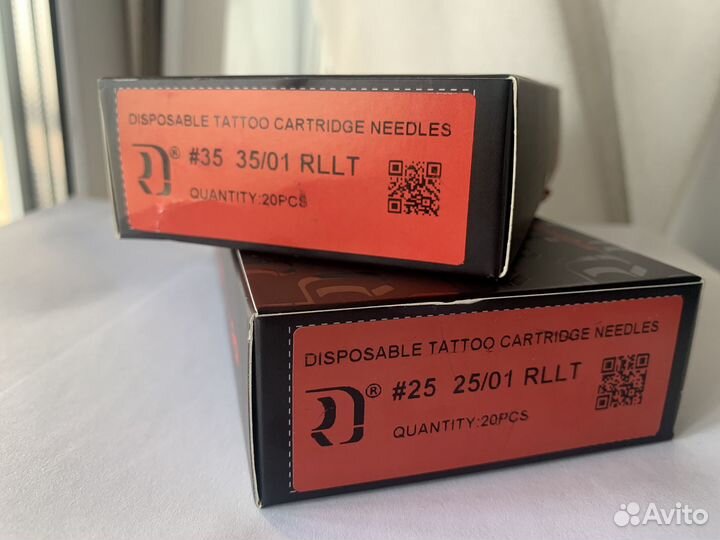 DISPOSABLE TATTOO CARTRIDGE NEEDLES
® #35 35/01 RLLT
QUANTITY:20PCS
DISPOSABLE TATTOO CARTRIDGE NEEDLES
® #25 25/01 RLLT
QUANTITY:20PCS
Avito